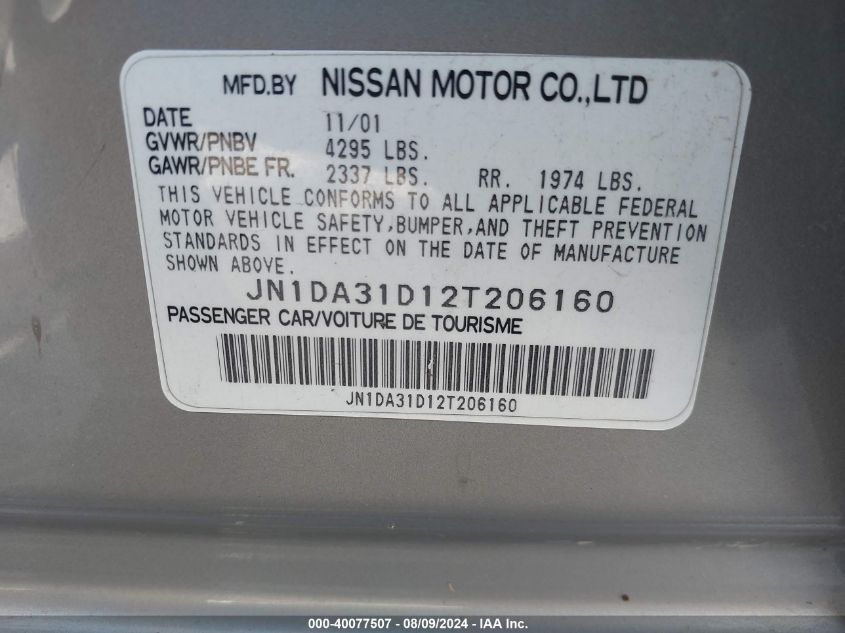 MFD.BY NISSAN MOTOR CO.,LTD
DATE 11/01
GVWR/PNBV 4295 LBS.
GAWR/PNBE FR. 2337 LBS. RR. 1974 LBS.
THIS VEHICLE CONFORMS TO ALL APPLICABLE FEDERAL
MOTOR VEHICLE SAFETY,BUMPER,AND THEFT PREVENTION
STANDARDS IN EFFECT ON THE DATE OF MANUFACTURE
SHOWN ABOVE.
JN1DA31D12T206160
PASSENGER CAR/VOITURE DE TOURISME
JN1DA31D12T206160
000-40077507 - 08/09/2024 - IAA Inc.